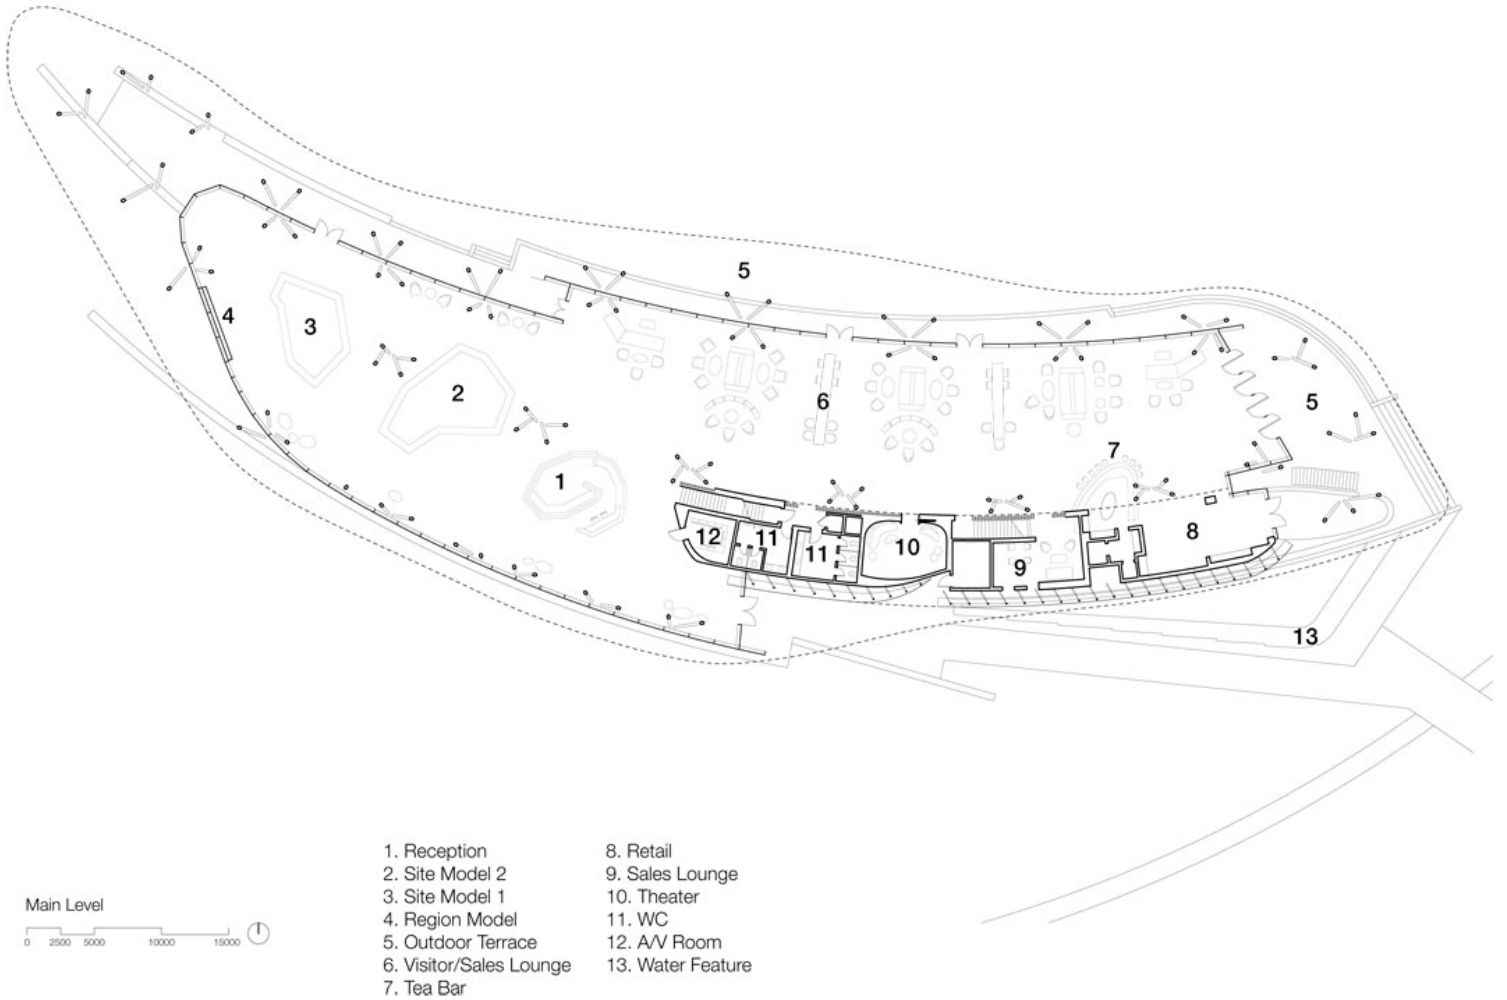 5
4
3
2
6
5
7
1
12
11
11
10
9
8
13
1. Reception
2. Site Model 2
3. Site Model 1
4. Region Model
5. Outdoor Terrace
6. Visitor/Sales Lounge
7. Tea Bar
8. Retail
9. Sales Lounge
10. Theater
11. WC
12. A/V Room
13. Water Feature
Main Level
0 2500 5000 10000 15000